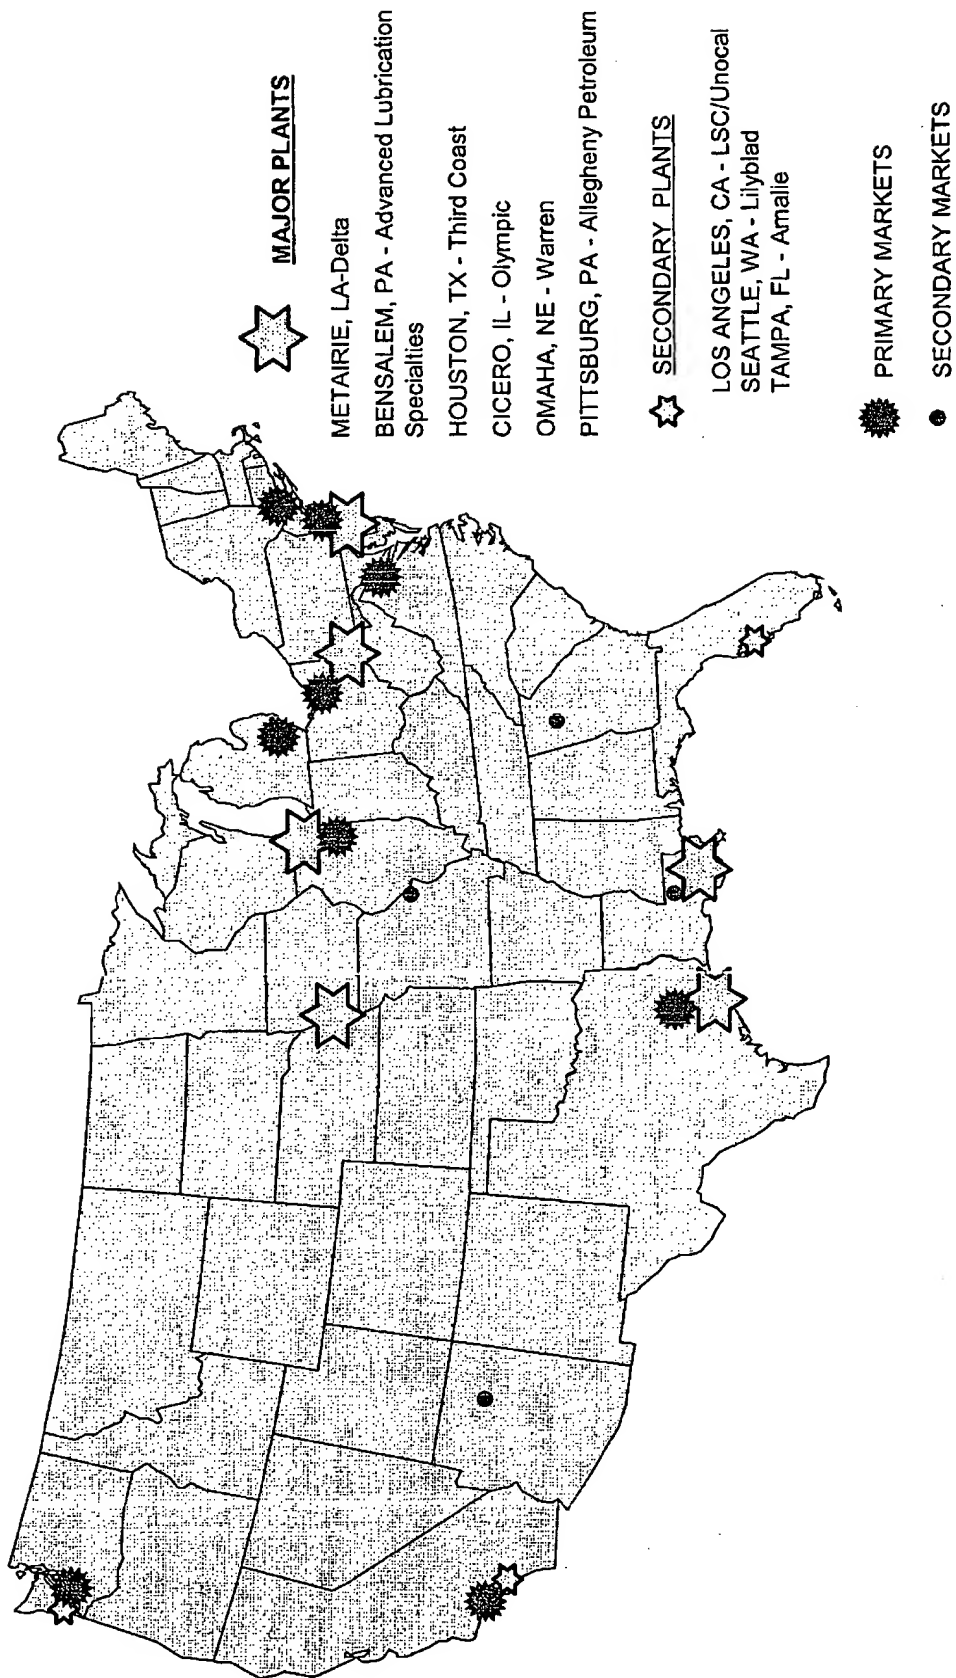 MAJOR PLANTS
METAIRIE, LA-Delta
BENSALEM, PA - Advanced Lubrication
Specialties
HOUSTON, TX - Third Coast
CICERO, IL - Olympic
OMAHA, NE - Warren
PITTSBURG, PA - Allegheny Petroleum
SECONDARY PLANTS
LOS ANGELES, CA - LSC/Unocal
SEATTLE, WA - Lilyblad
TAMPA, FL - Amalie
PRIMARY MARKETS
SECONDARY MARKETS